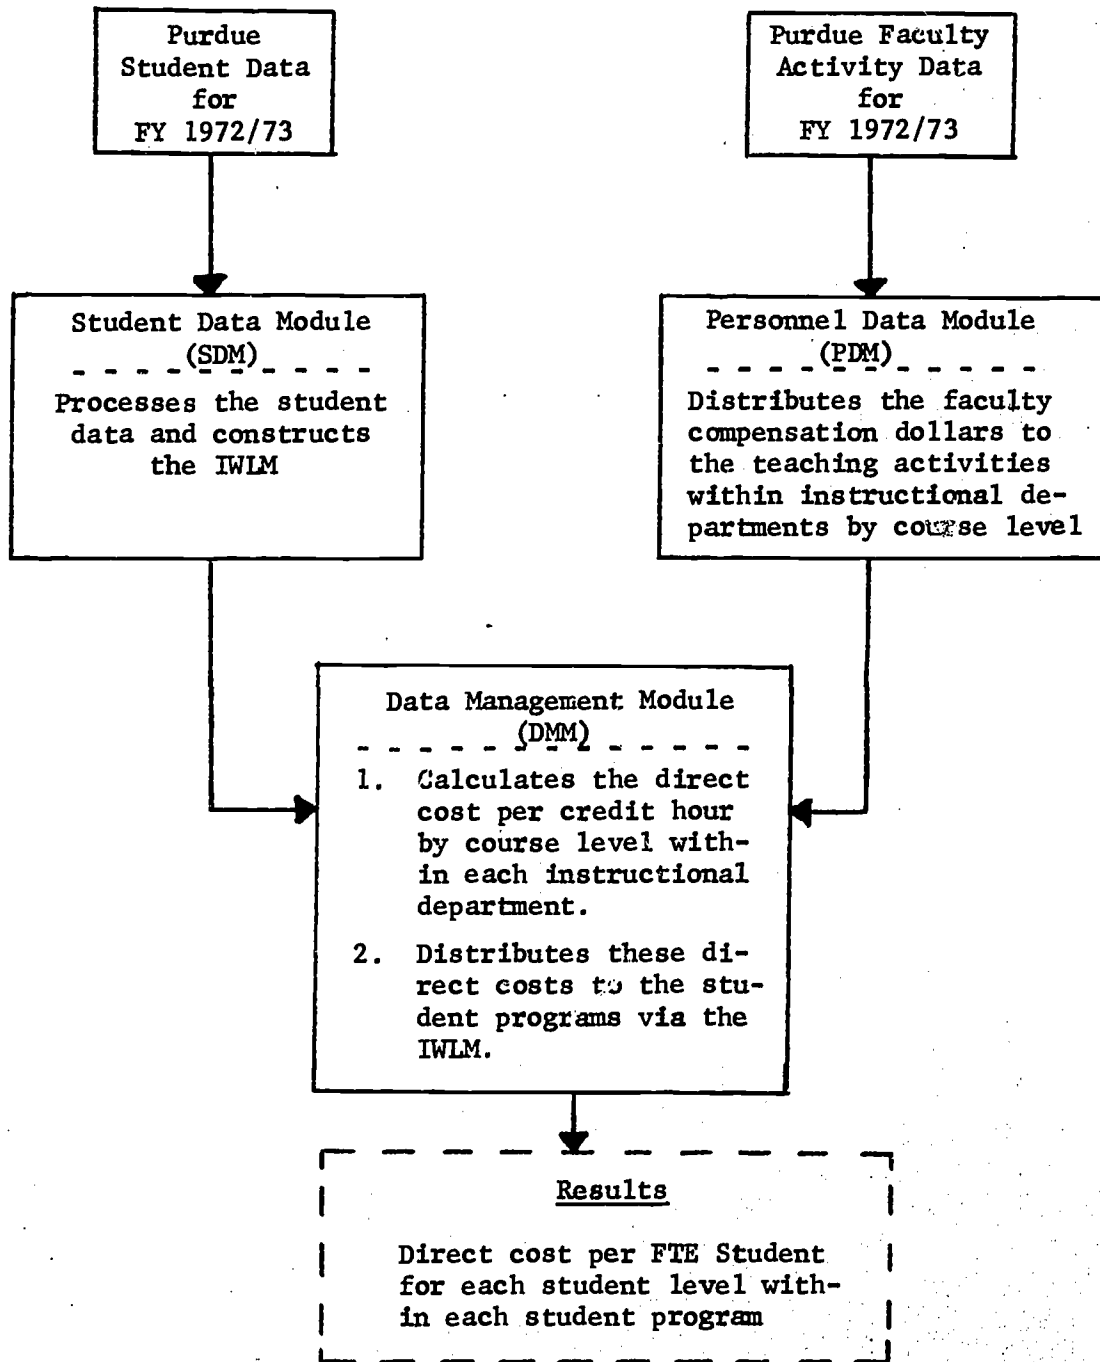 Purdue
Student Data
for
FY 1972/73
Purdue Faculty
Activity Data
for
FY 1972/73
Student Data Module
(SDM)
Processes the student
data and constructs
the IWLM
Personnel Data Module
(PDM)
Distributes the faculty
compensation dollars to
the teaching activities
within instructional de-
partments by course level
Data Management Module
(DMM)
1. Calculates the direct
cost per credit hour
by course level with-
in each instructional
department.
2. Distributes these di-
rect costs to the stu-
dent programs via the
IWLM.
Results
Direct cost per FTE Student
for each student level with-
in each student program